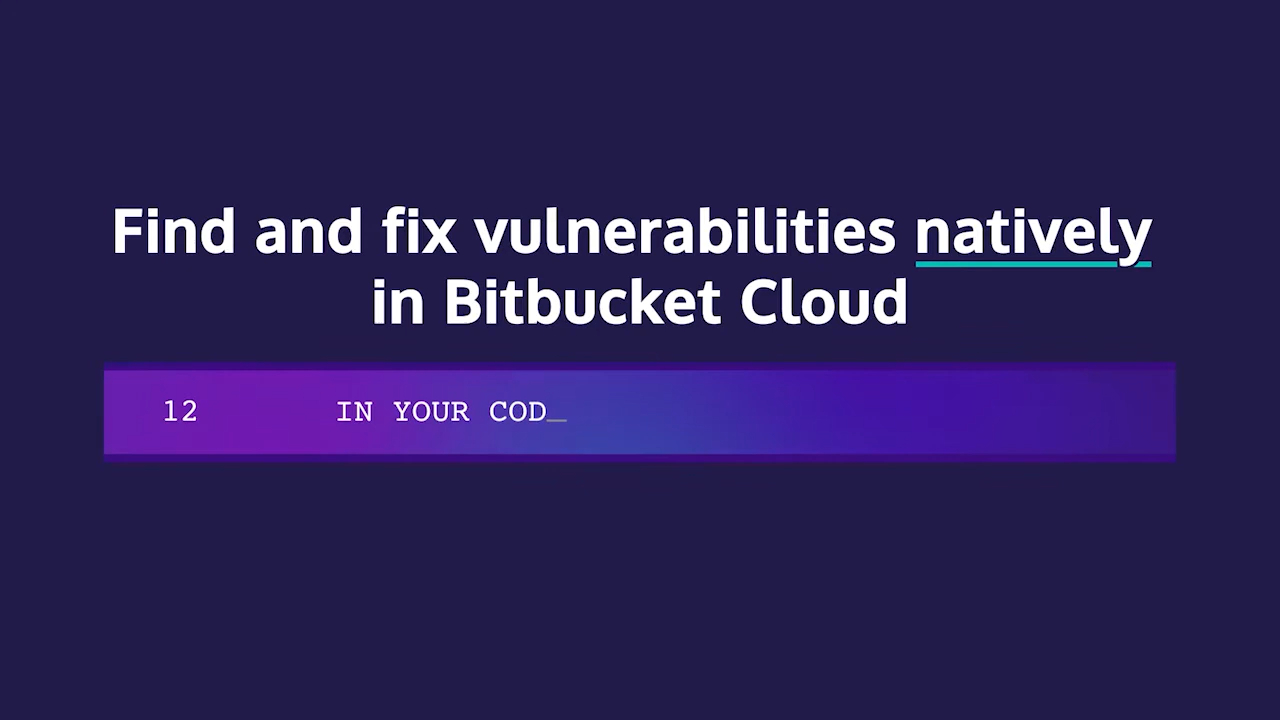 Find and fix vulnerabilities natively
in Bitbucket Cloud
12 IN YOUR COD_